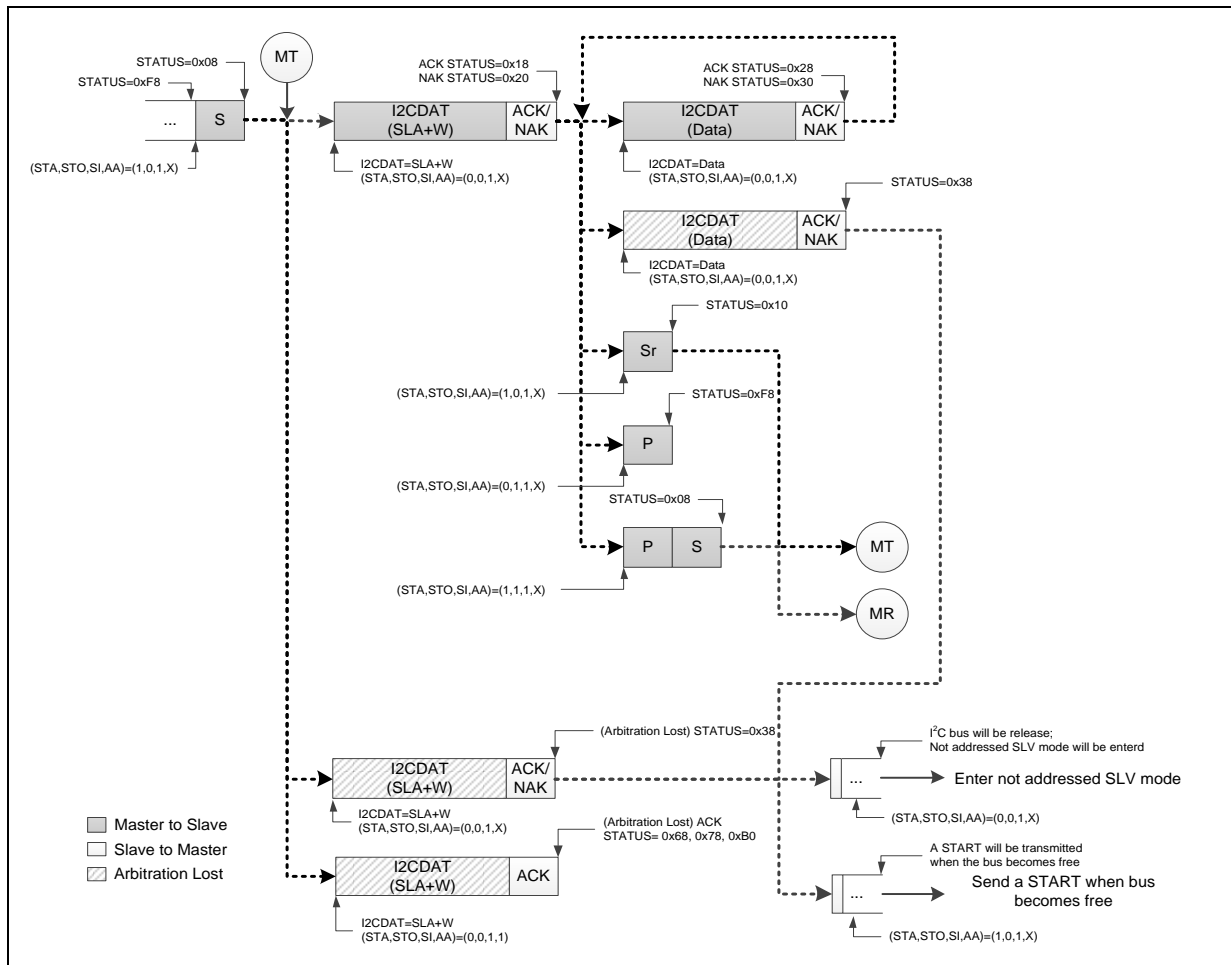 MT
STATUS=0x08
STATUS=0xF8
...
S
(STA,STO,SI,AA)=(1,0,1,X)
ACK STATUS=0x18
NAK STATUS=0x20
I2CDAT
(SLA+W)
ACK/
NAK
I2CDAT=SLA+W
(STA,STO,SI,AA)=(0,0,1,X)
ACK STATUS=0x28
NAK STATUS=0x30
I2CDAT
(Data)
ACK/
NAK
I2CDAT=Data
(STA,STO,SI,AA)=(0,0,1,X)
STATUS=0x38
I2CDAT
(Data)
ACK/
NAK
I2CDAT=Data
(STA,STO,SI,AA)=(0,0,1,X)
STATUS=0x10
Sr
(STA,STO,SI,AA)=(1,0,1,X)
STATUS=0xF8
P
(STA,STO,SI,AA)=(0,1,1,X)
STATUS=0x08
P
S
MT
(STA,STO,SI,AA)=(1,1,1,X)
MR
(Arbitration Lost) STATUS=0x38
I2CDAT
(SLA+W)
ACK/
NAK
I2CDAT=SLA+W
(STA,STO,SI,AA)=(0,0,1,X)
I²C bus will be release;
Not addressed SLV mode will be enterd
...
Enter not addressed SLV mode
(STA,STO,SI,AA)=(0,0,1,X)
Master to Slave
Slave to Master
Arbitration Lost
(Arbitration Lost) ACK
STATUS= 0x68, 0x78, 0xB0
I2CDAT
(SLA+W)
ACK
I2CDAT=SLA+W
(STA,STO,SI,AA)=(0,0,1,1)
A START will be transmitted
when the bus becomes free
...
Send a START when bus
becomes free
(STA,STO,SI,AA)=(1,0,1,X)